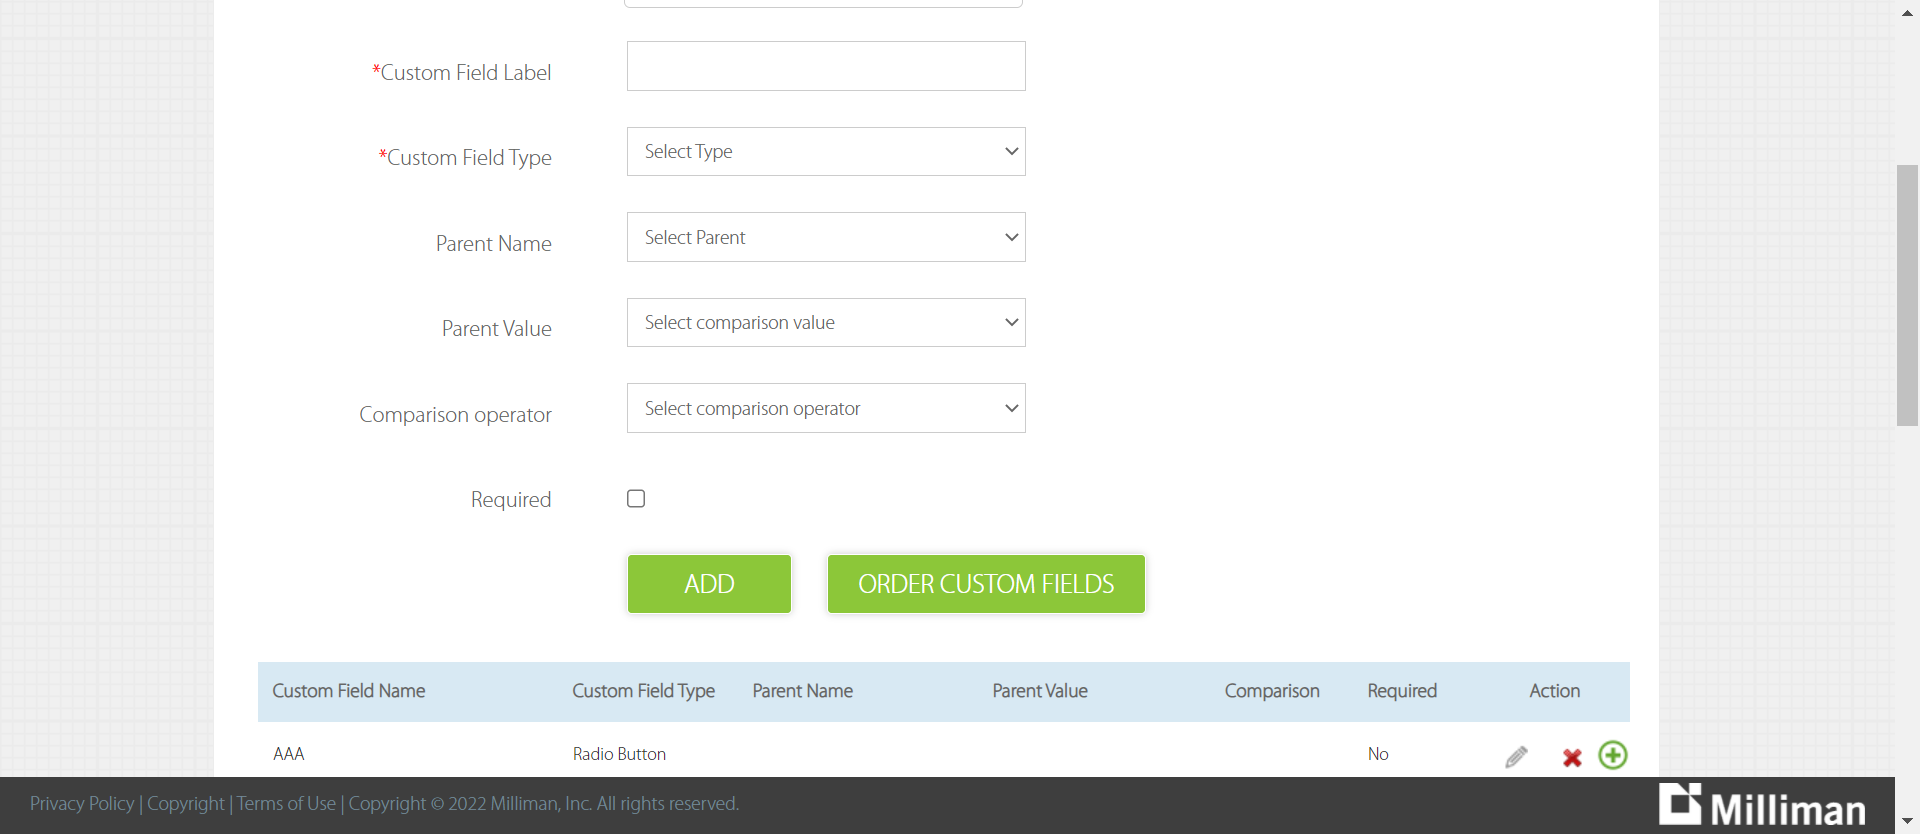 *Custom Field Label
*Custom Field Type
Select Type
Parent Name
Select Parent
Parent Value
Select comparison value
Comparison operator
Select comparison operator
Required
ADD
ORDER CUSTOM FIELDS
Custom Field Name Custom Field Type Parent Name Parent Value Comparison Required Action
AAA Radio Button No
Privacy Policy | Copyright | Terms of Use | Copyright © 2022 Milliman, Inc. All rights reserved.
Milliman